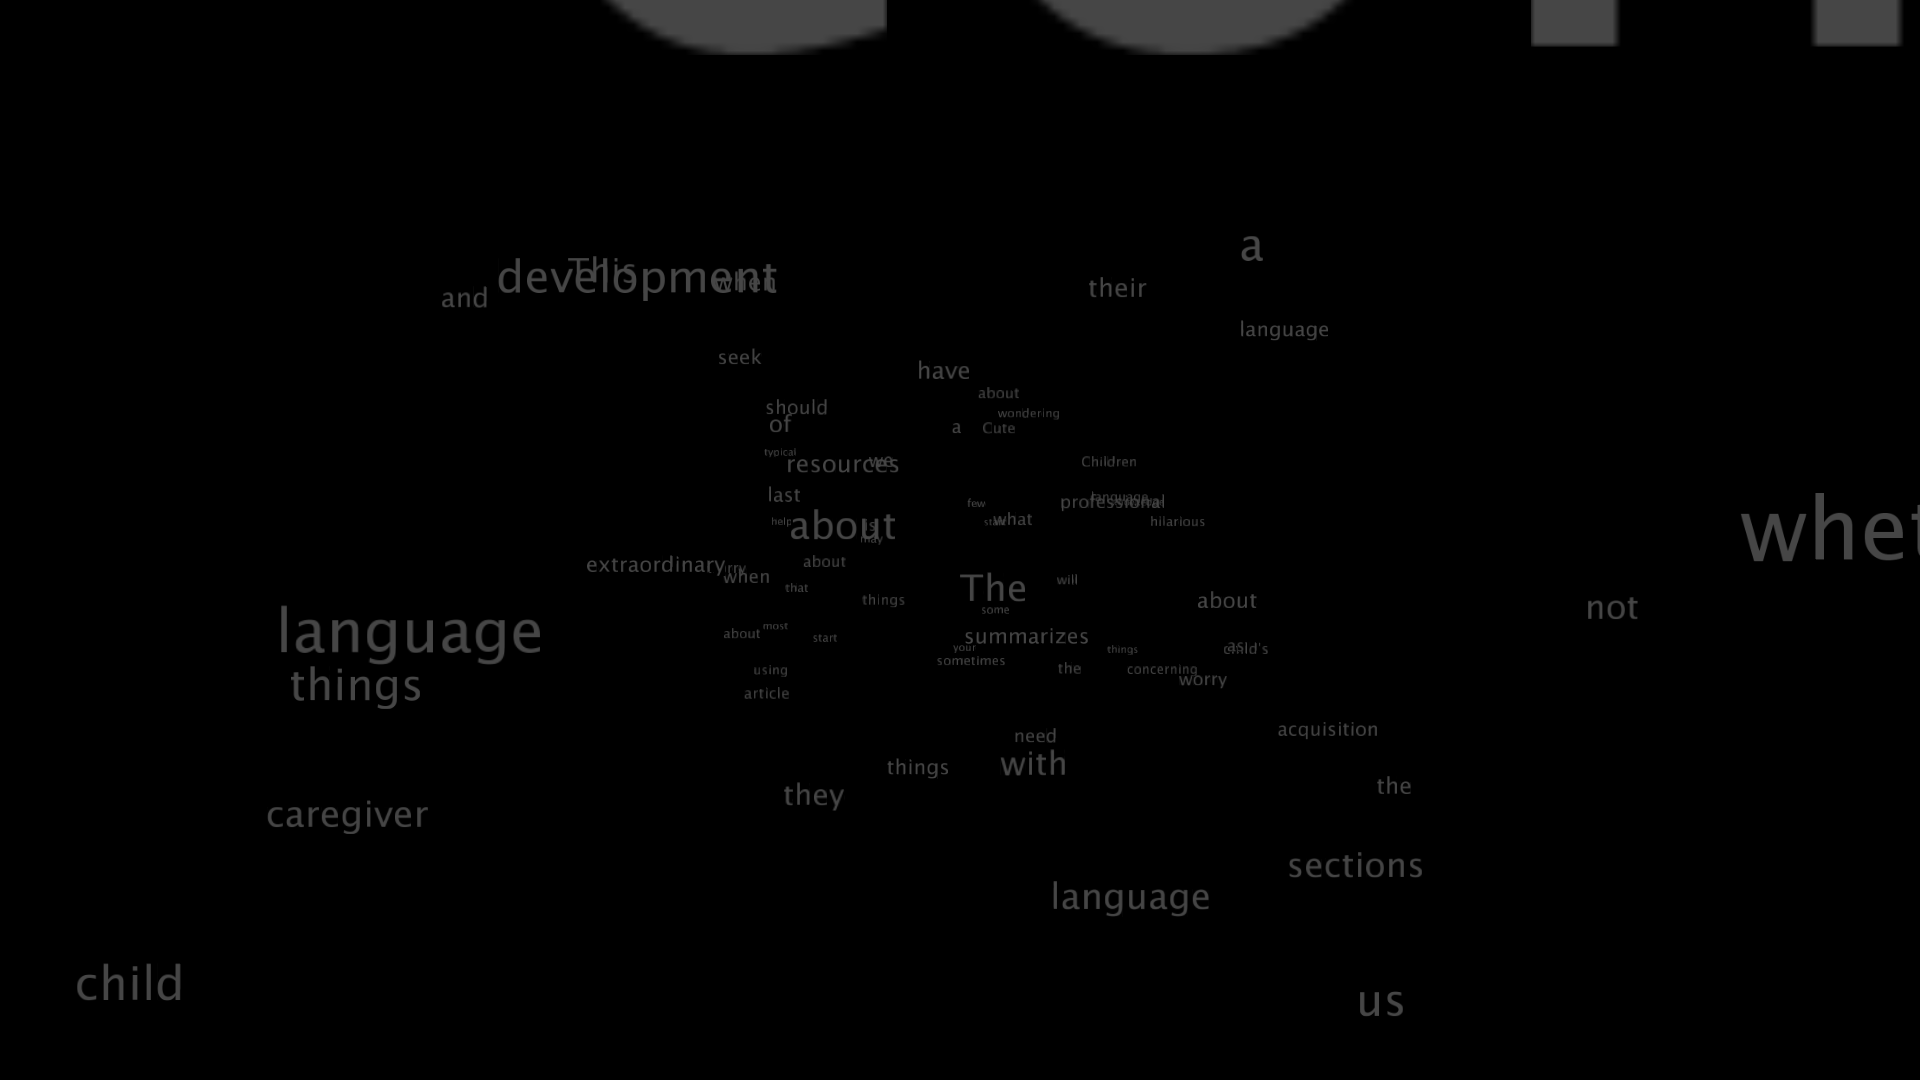 a
This
development
when
and
their
language
seek
have
about
should
wondering
of
a
Cute
typical
resources
we
Children
last
language
few
professional
what
help
about
is
hilarious
whet
may
about
extraordinary
when
that
will
The
things
about
not
some
most
about
start
language
summarizes
your
things
child's
as
sometimes
the
concerning
using
worry
things
article
acquisition
need
with
things
the
they
caregiver
sections
language
child
us